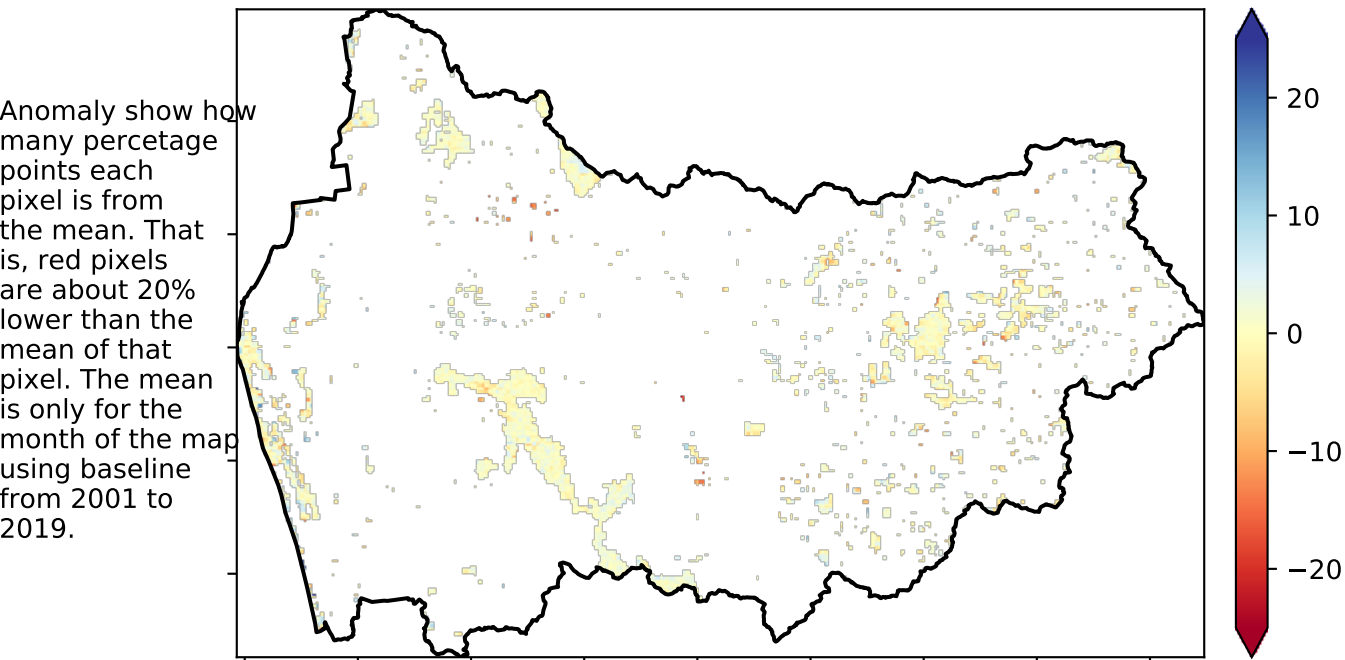 Anomaly show how
many percetage
points each
pixel is from
the mean. That
is, red pixels
are about 20%
lower than the
mean of that
pixel. The mean
is only for the
month of the map
using baseline
from 2001 to
2019.
20
10
0
−10
−20